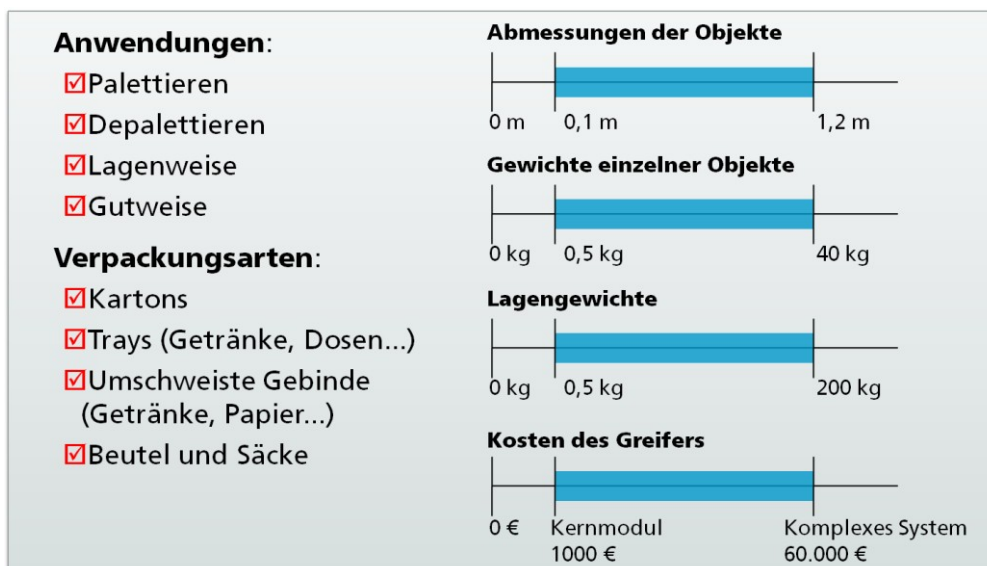 Anwendungen:
Palettieren
Depalettieren
Lagenweise
Gutweise
Verpackungsarten:
Kartons
Trays (Getränke, Dosen...)
Umschweiste Gebinde
(Getränke, Papier...)
Beutel und Säcke
Abmessungen der Objekte
0 m 0,1 m 1,2 m
Gewichte einzelner Objekte
0 kg 0,5 kg 40 kg
Lagengewichte
0 kg 0,5 kg 200 kg
Kosten des Greifers
0 € Kernmodul Komplexes System
1000 € 60.000 €